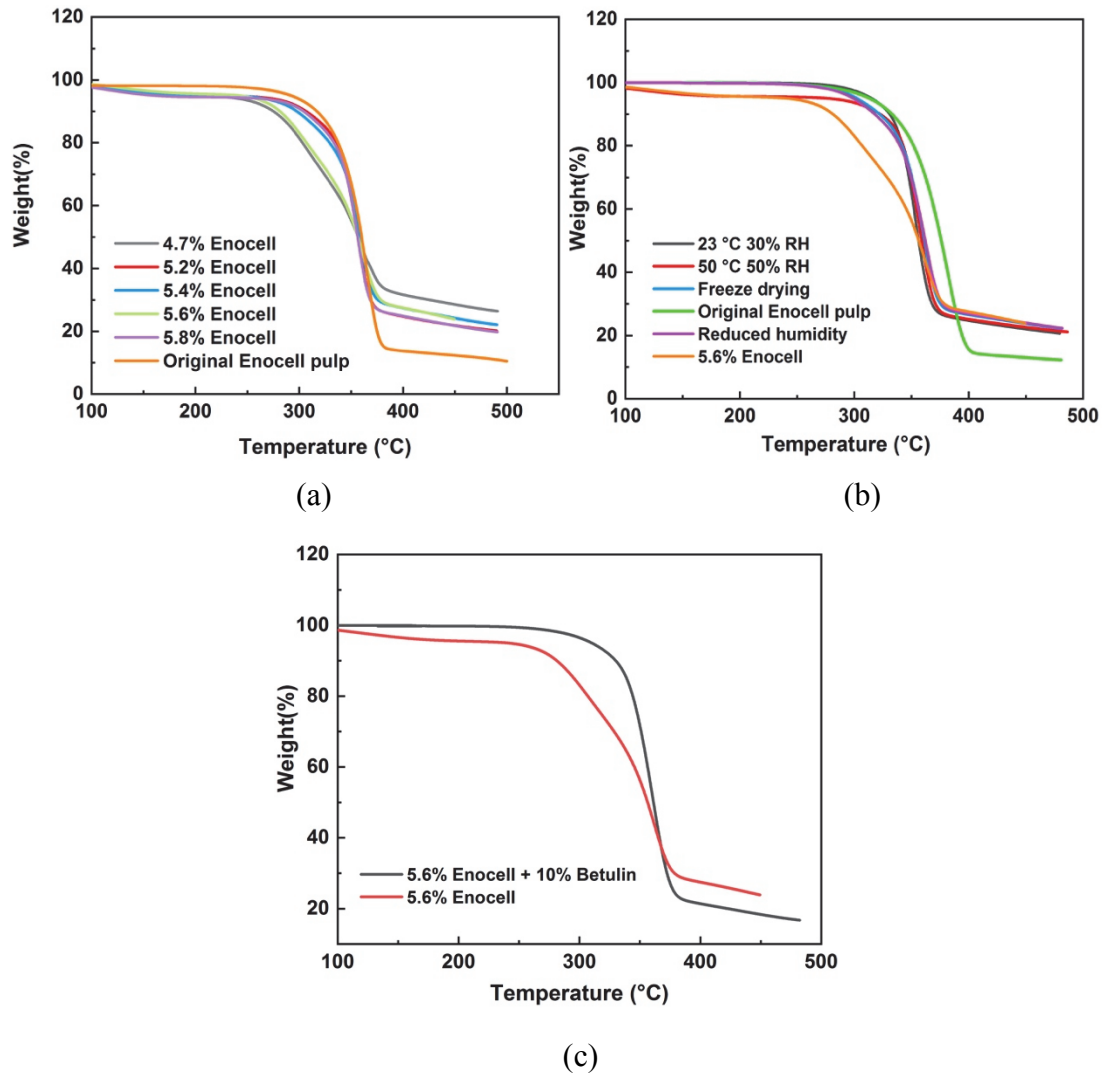 120
100
80
60
40
20
0
Weight(%)
4.7% Enocell
5.2% Enocell
5.4% Enocell
5.6% Enocell
5.8% Enocell
Original Enocell pulp
100 200 300 400 500
Temperature (°C)
(a)
120
100
80
60
40
20
0
Weight(%)
23 °C 30% RH
50 °C 50% RH
Freeze drying
Original Enocell pulp
Reduced humidity
5.6% Enocell
100 200 300 400 500
Temperature (°C)
(b)
120
100
80
60
40
20
Weight(%)
5.6% Enocell + 10% Betulin
5.6% Enocell
100 200 300 400 500
Temperature (°C)
(c)